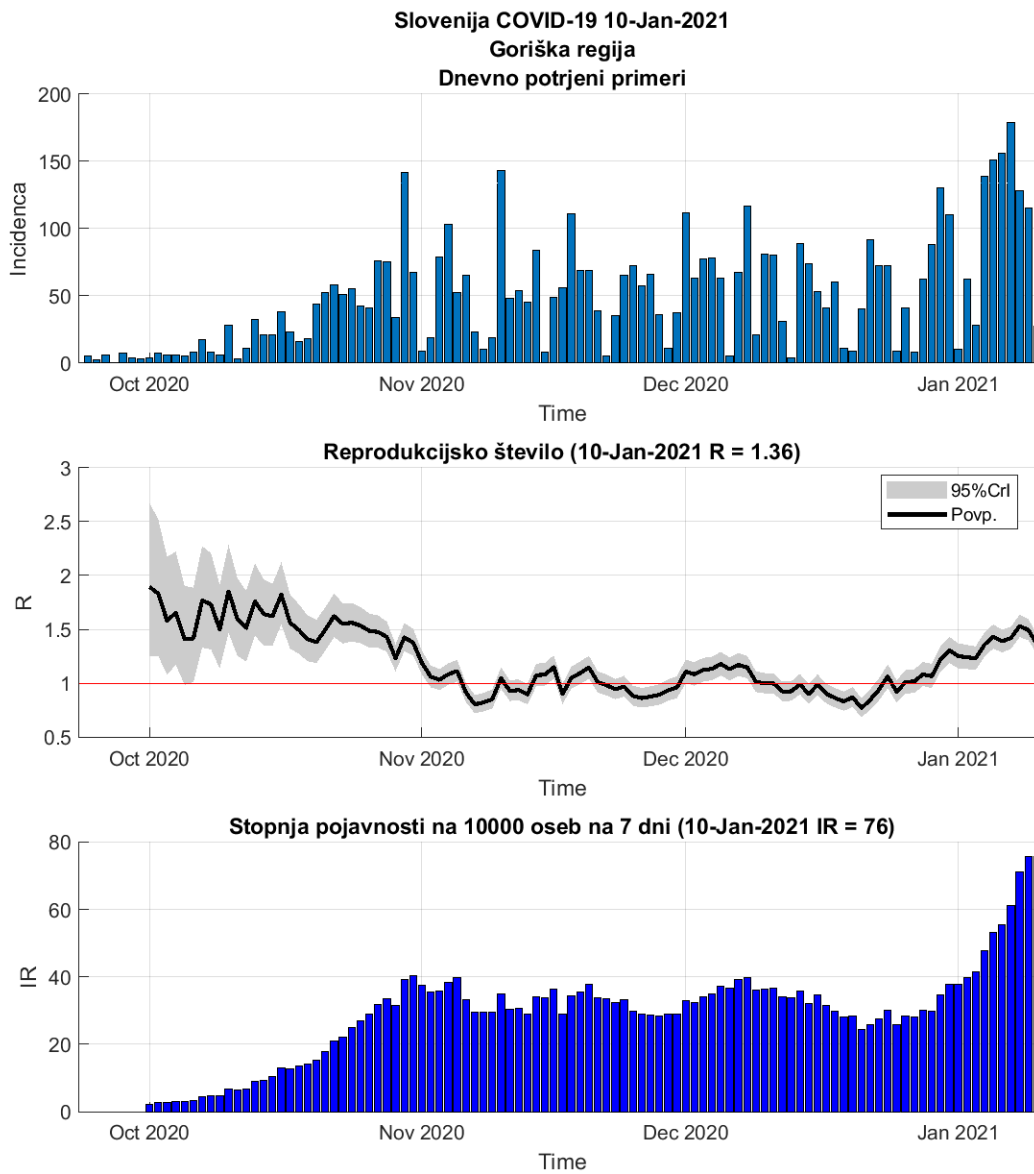 Slovenija COVID-19 10-Jan-2021
Goriška regija
Dnevno potrjeni primeri
200
150
100
50
0
Incidenca
Oct 2020 Nov 2020 Dec 2020 Jan 2021
Time
Reprodukcijsko število (10-Jan-2021 R = 1.36)
3
2.5
2
1.5
1
0.5
R
95%CrI
Povp.
Oct 2020 Nov 2020 Dec 2020 Jan 2021
Time
Stopnja pojavnosti na 10000 oseb na 7 dni (10-Jan-2021 IR = 76)
80
60
40
20
0
IR
Oct 2020 Nov 2020 Dec 2020 Jan 2021
Time